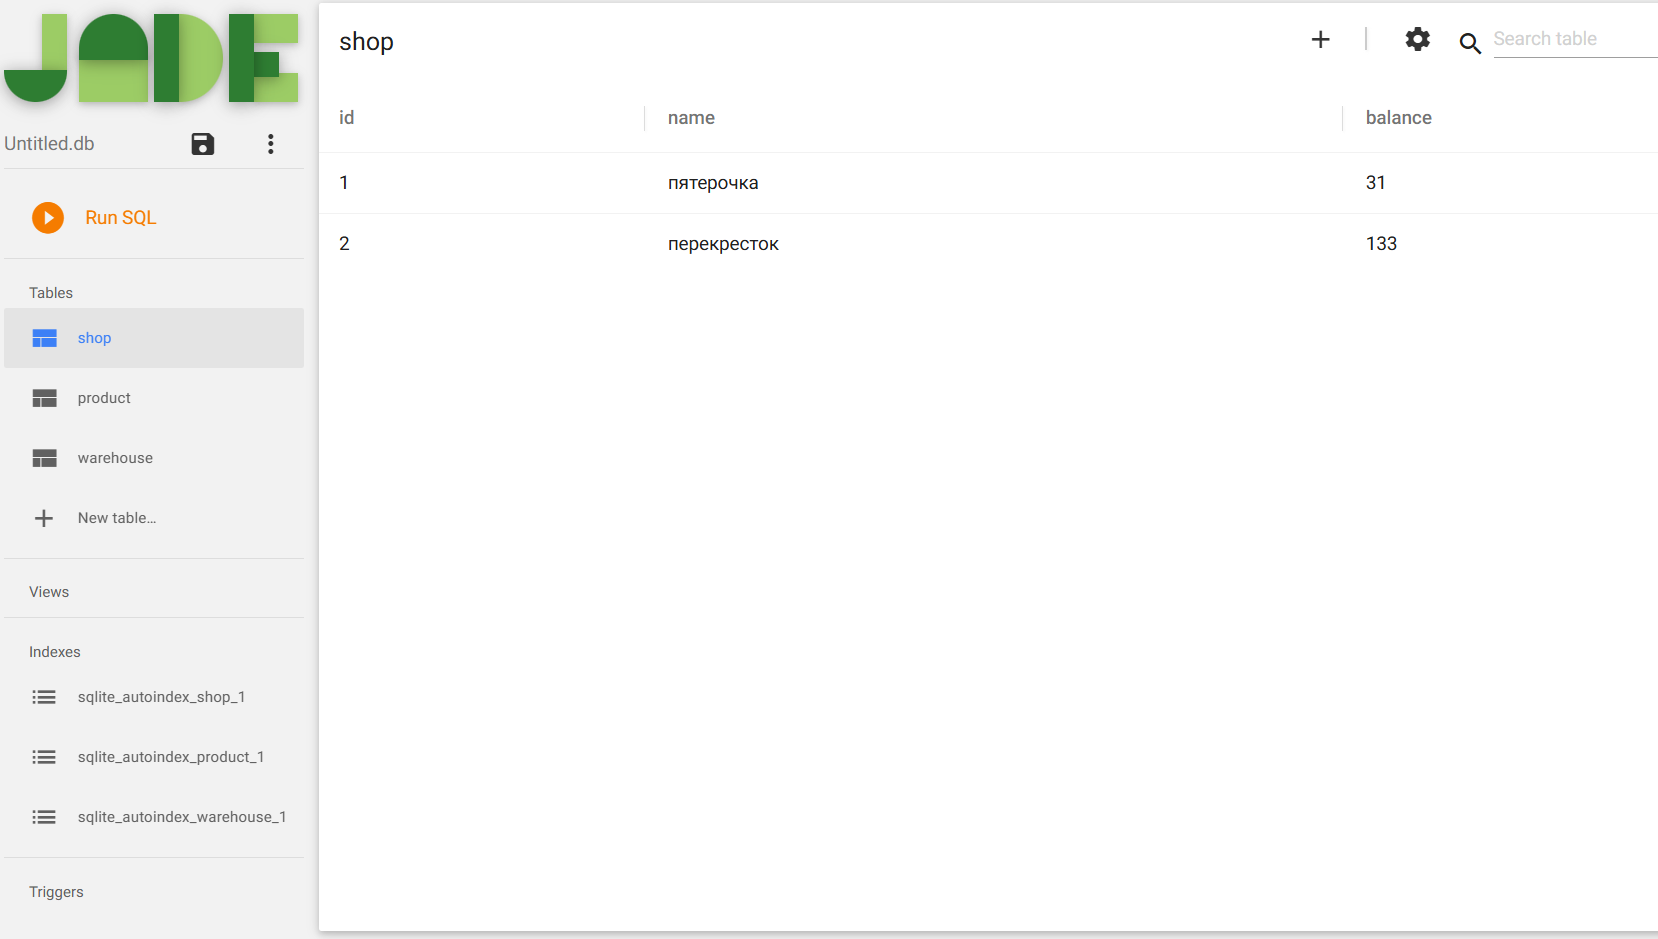 JADE
Untitled.db
Run SQL
Tables
shop
product
warehouse
New table...
Views
Indexes
sqlite_autoindex_shop_1
sqlite_autoindex_product_1
sqlite_autoindex_warehouse_1
Triggers
shop
Search table
id name balance
1 пятерочка 31
2 перекресток 133